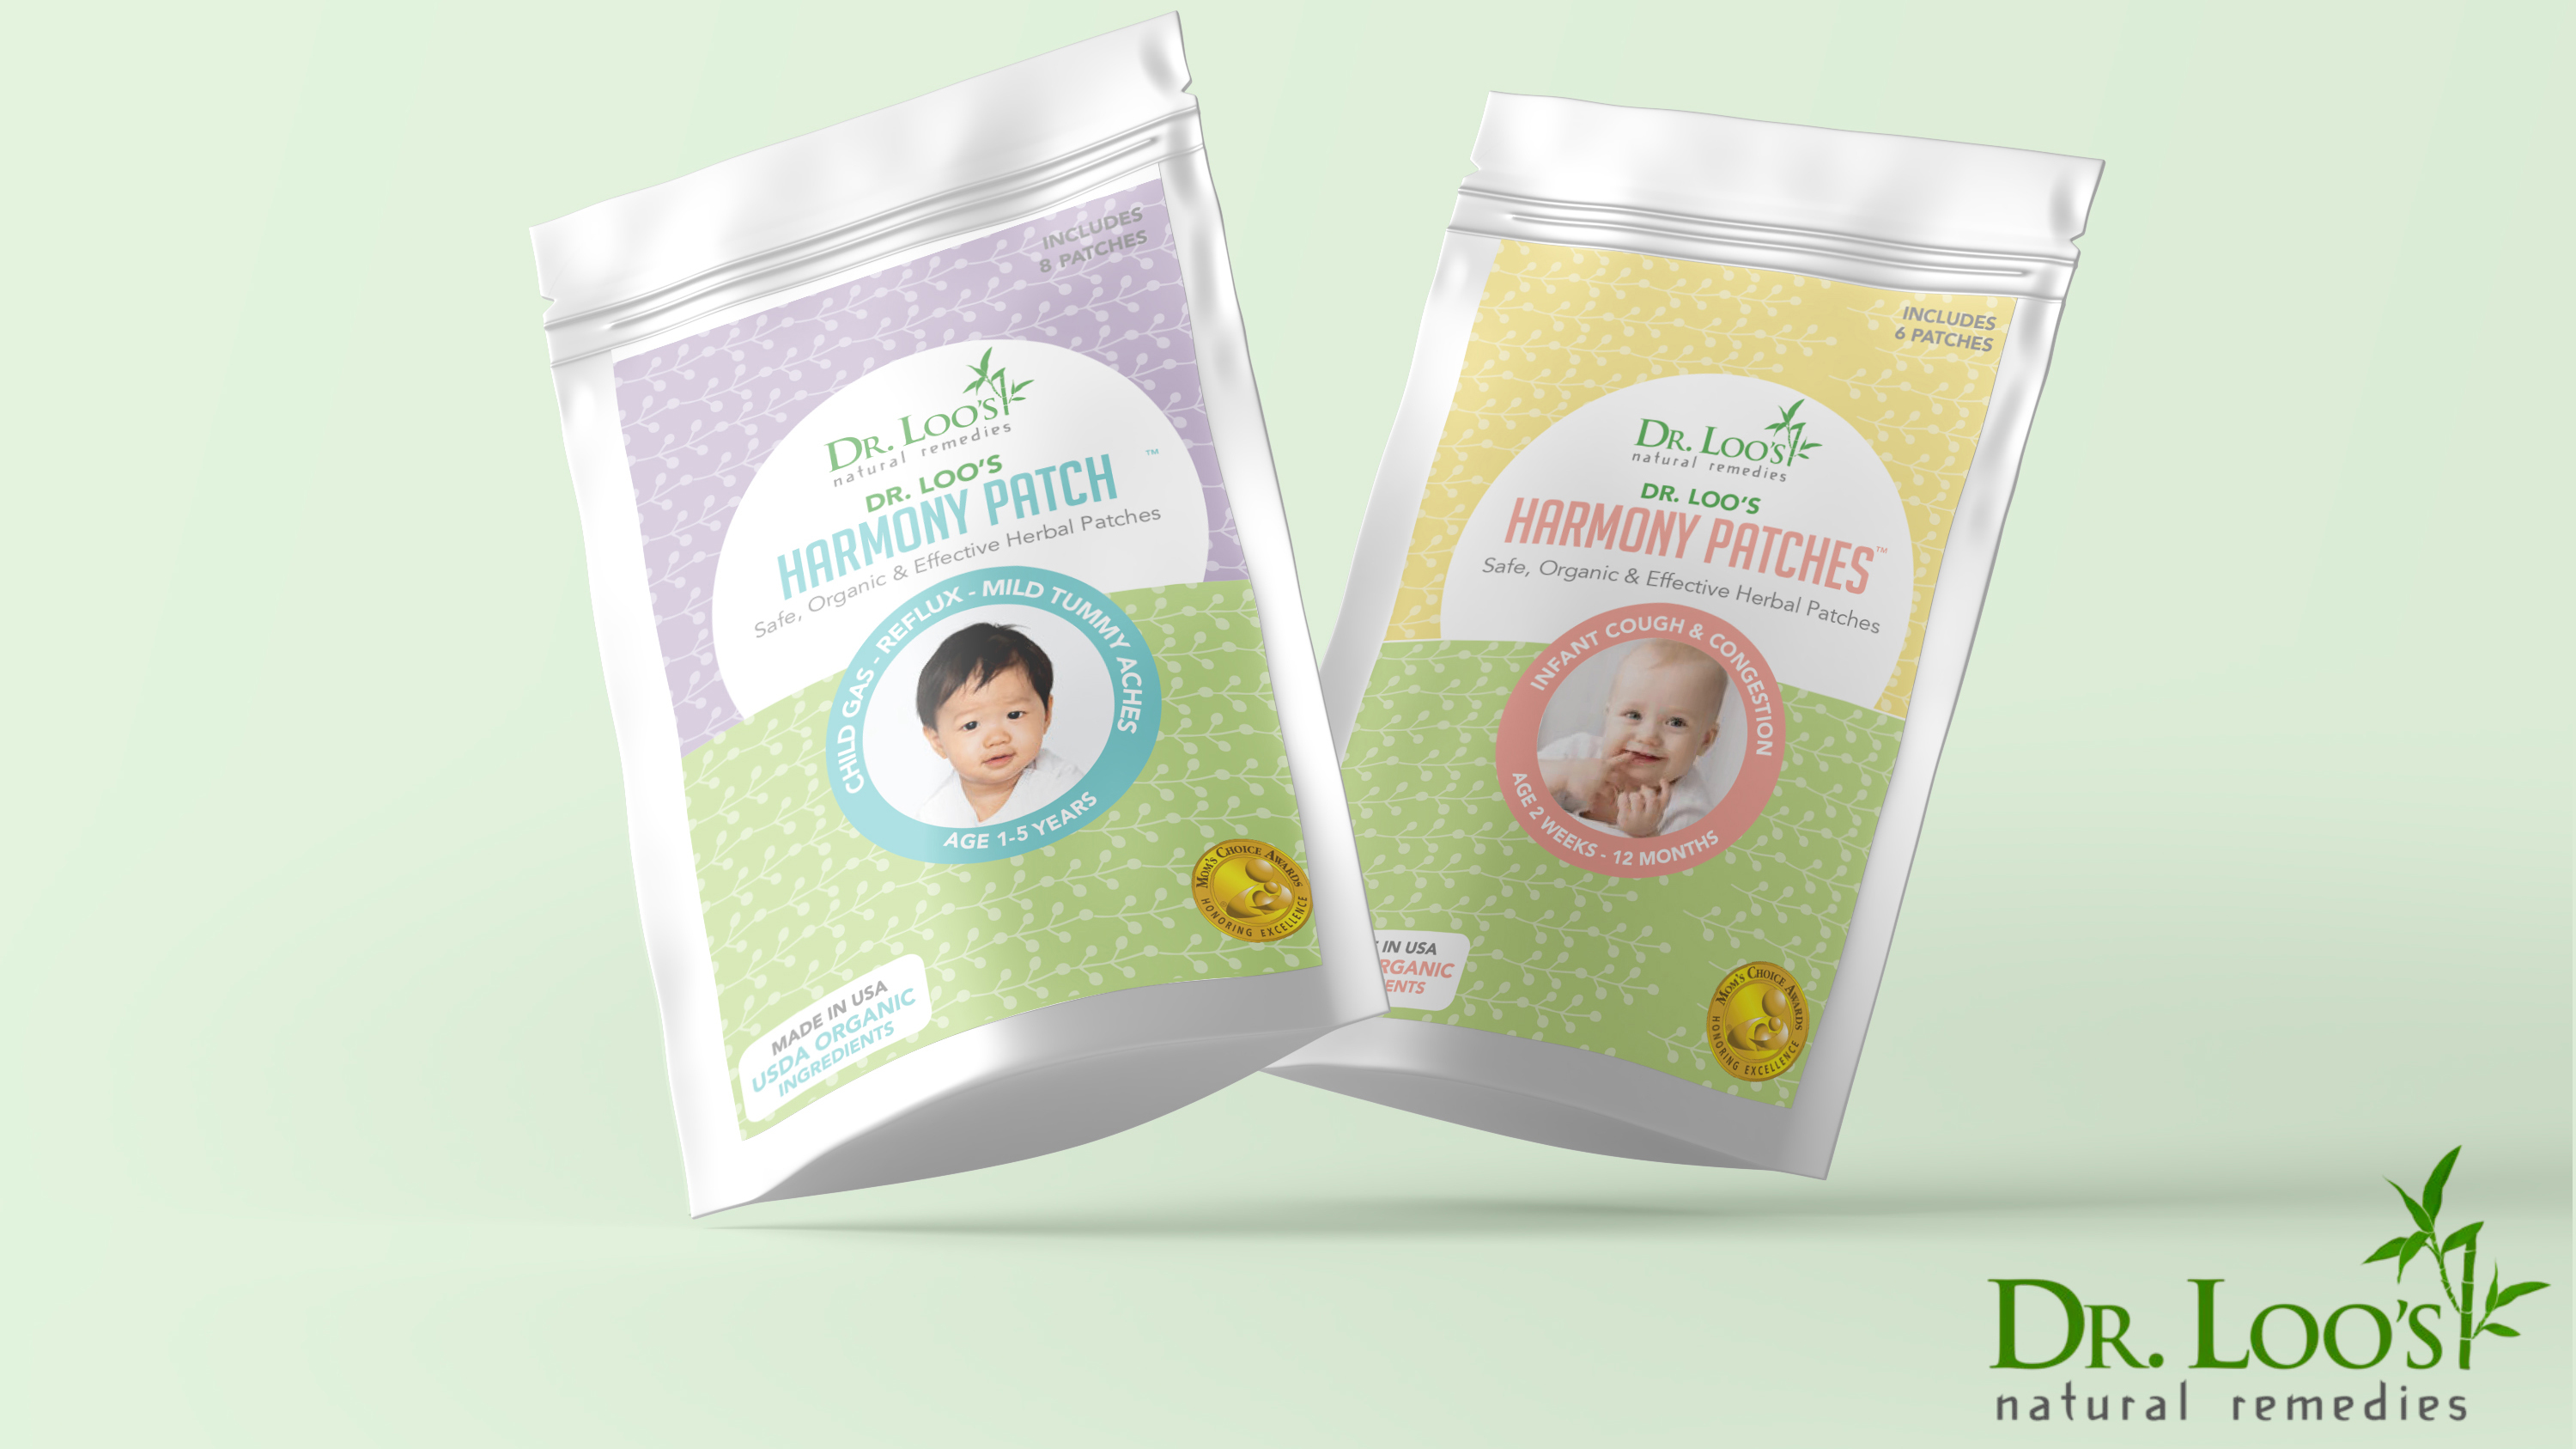 INCLUDES
8 PATCHES
DR. LOO'S
natural remedies
DR. LOO'S
HARMONY PATCH ™
Safe, Organic & Effective Herbal Patches
CHILD GAS - REFLUX - MILD TUMMY ACHES
AGE 1-5 YEARS
MOM'S CHOICE AWARDS
HONORING EXCELLENCE
MADE IN USA
USDA ORGANIC
INGREDIENTS
INCLUDES
6 PATCHES
DR. LOO'S
natural remedies
DR. LOO'S
HARMONY PATCHES™
Safe, Organic & Effective Herbal Patches
INFANT COUGH & CONGESTION
AGE 2 WEEKS - 12 MONTHS
IN USA
RGANIC
ENTS
MOM'S CHOICE AWARDS
HONORING EXCELLENCE
DR. LOO'S
natural remedies